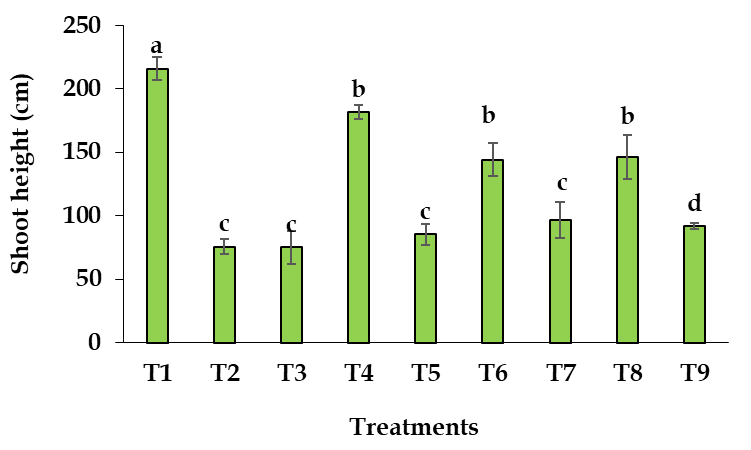 250
200
150
100
50
0
Shoot height (cm)
a
c
c
b
c
b
c
b
d
T1 T2 T3 T4 T5 T6 T7 T8 T9
Treatments